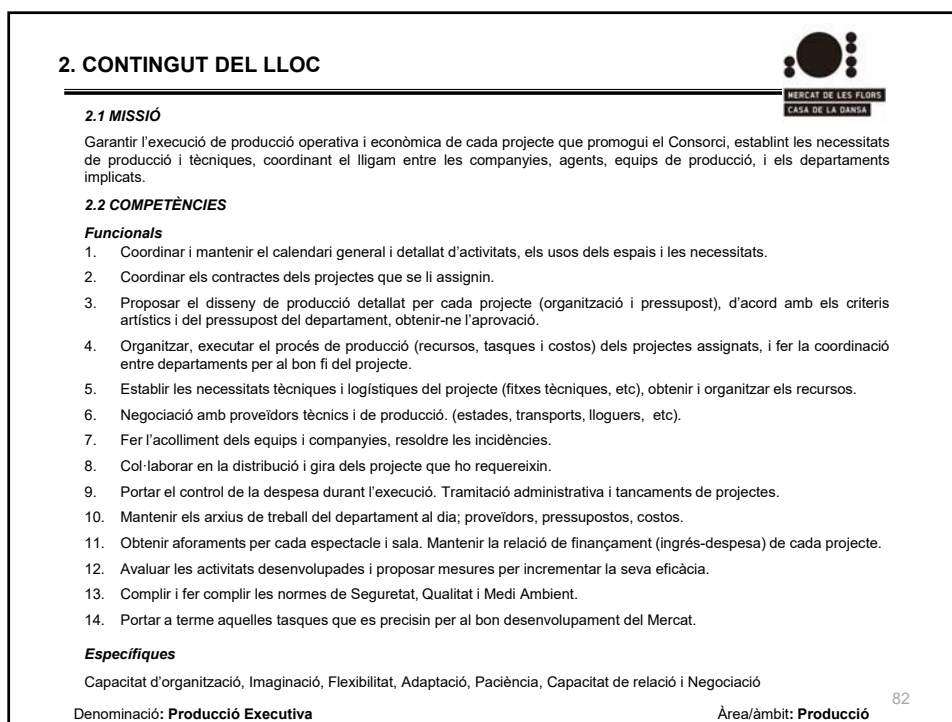 2. CONTINGUT DEL LLOC
MERCAT DE LES FLORS
CASA DE LA DANSA
2.1 MISSIÓ
Garantir l'execució de producció operativa i econòmica de cada projecte que promogui el Consorci, establint les necessitats
de producció i tècniques, coordinant el lligam entre les companyies, agents, equips de producció, i els departaments
implicats.
2.2 COMPETÈNCIES
Funcionals
1. Coordinar i mantenir el calendari general i detallat d'activitats, els usos dels espais i les necessitats.
2. Coordinar els contractes dels projectes que se li assignin.
3. Proposar el disseny de producció detallat per cada projecte (organització i pressupost), d'acord amb els criteris
artístics i del pressupost del departament, obtenir-ne l'aprovació.
4. Organitzar, executar el procés de producció (recursos, tasques i costos) dels projectes assignats, i fer la coordinació
entre departaments per al bon fi del projecte.
5. Establir les necessitats tècniques i logístiques del projecte (fitxes tècniques, etc), obtenir i organitzar els recursos.
6. Negociació amb proveïdors tècnics i de producció. (estades, transports, lloguers, etc).
7. Fer l'acolliment dels equips i companyies, resoldre les incidències.
8. Col·laborar en la distribució i gira dels projecte que ho requereixin.
9. Portar el control de la despesa durant l'execució. Tramitació administrativa i tancaments de projectes.
10. Mantenir els arxius de treball del departament al dia; proveïdors, pressupostos, costos.
11. Obtenir aforaments per cada espectacle i sala. Mantenir la relació de finançament (ingrés-despesa) de cada projecte.
12. Avaluar les activitats desenvolupades i proposar mesures per incrementar la seva eficàcia.
13. Complir i fer complir les normes de Seguretat, Qualitat i Medi Ambient.
14. Portar a terme aquelles tasques que es precisin per al bon desenvolupament del Mercat.
Específiques
Capacitat d'organització, Imaginació, Flexibilitat, Adaptació, Paciència, Capacitat de relació i Negociació
82
Denominació: Producció Executiva Àrea/àmbit: Producció